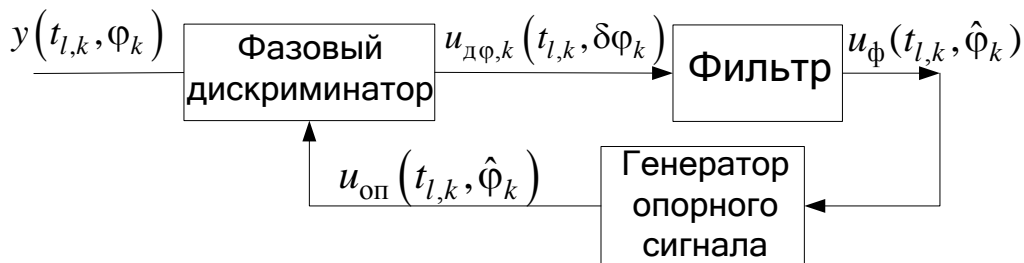 y(t_{l,k}, φ_k)
Фазовый
дискриминатор
u_{дφ,k}(t_{l,k}, δφ_k)
Фильтр
u_ф(t_{l,k}, φ̂_k)
u_{оп}(t_{l,k}, φ̂_k)
Генератор
опорного
сигнала